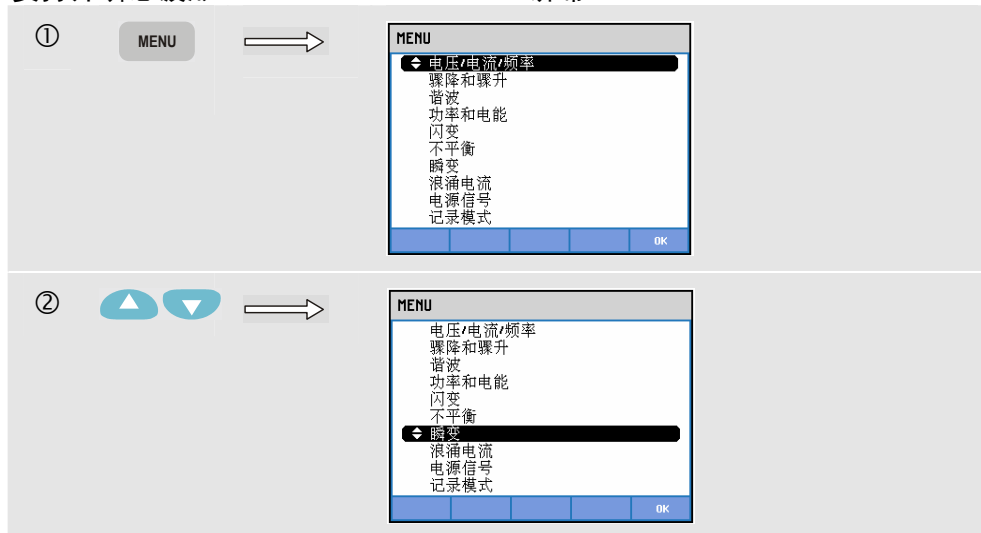 ①
MENU
MENU
电压/电流/频率
骤降和骤升
谐波
功率和电能
闪变
不平衡
瞬变
浪涌电流
电源信号
记录模式
OK
②
MENU
电压/电流/频率
骤降和骤升
谐波
功率和电能
闪变
不平衡
瞬变
浪涌电流
电源信号
记录模式
OK